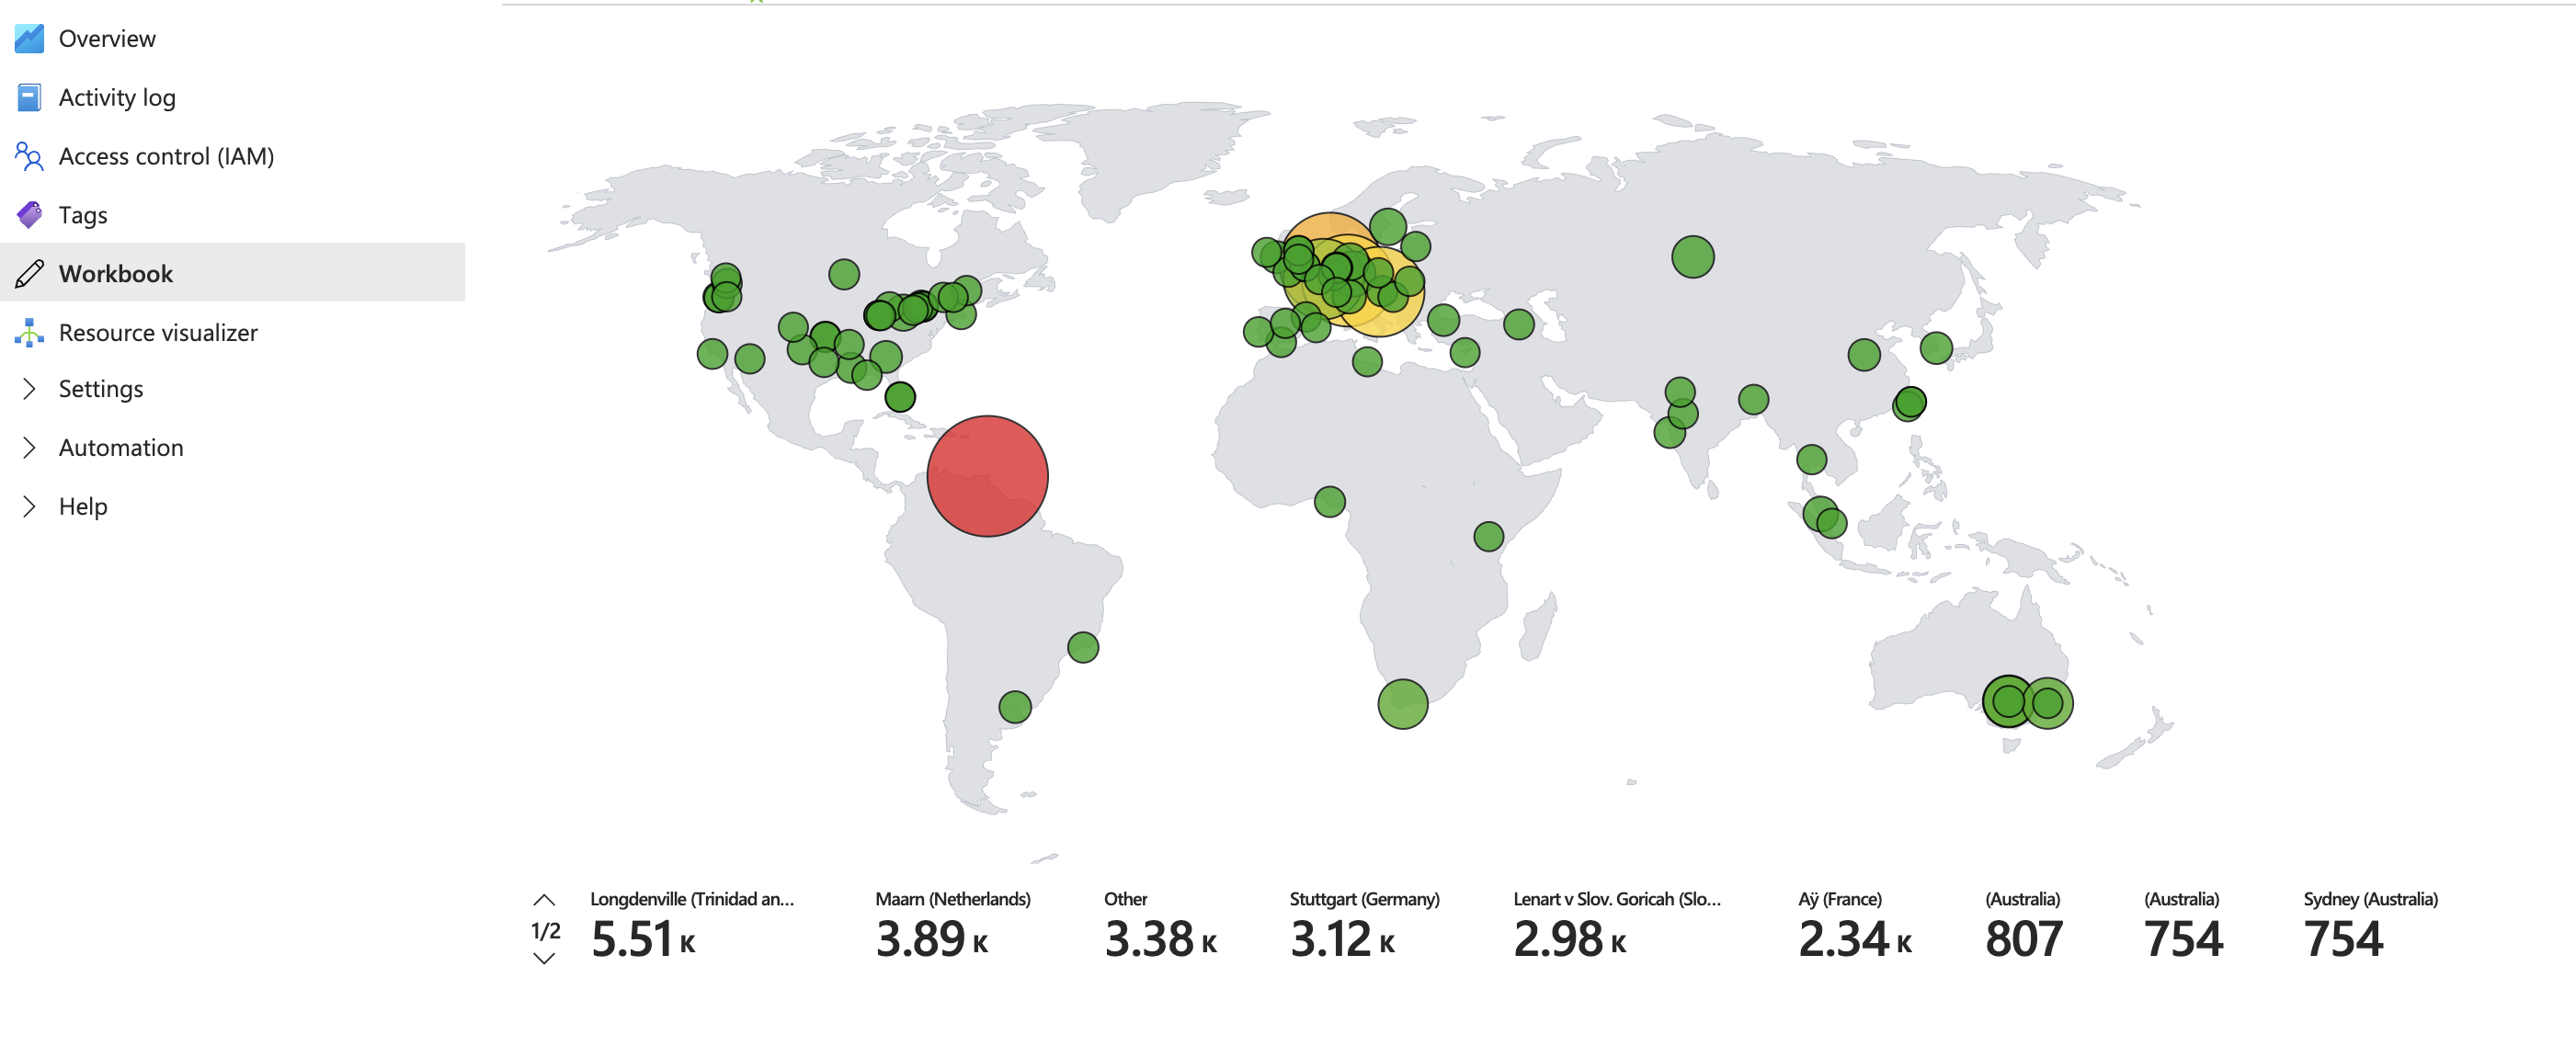 Overview
Activity log
Access control (IAM)
Tags
Workbook
Resource visualizer
Settings
Automation
Help
1/2
Longdenville (Trinidad an...
5.51 K
Maarn (Netherlands)
3.89 K
Other
3.38 K
Stuttgart (Germany)
3.12 K
Lenart v Slov. Goricah (Slo...
2.98 K
Aÿ (France)
2.34 K
(Australia)
807
(Australia)
754
Sydney (Australia)
754